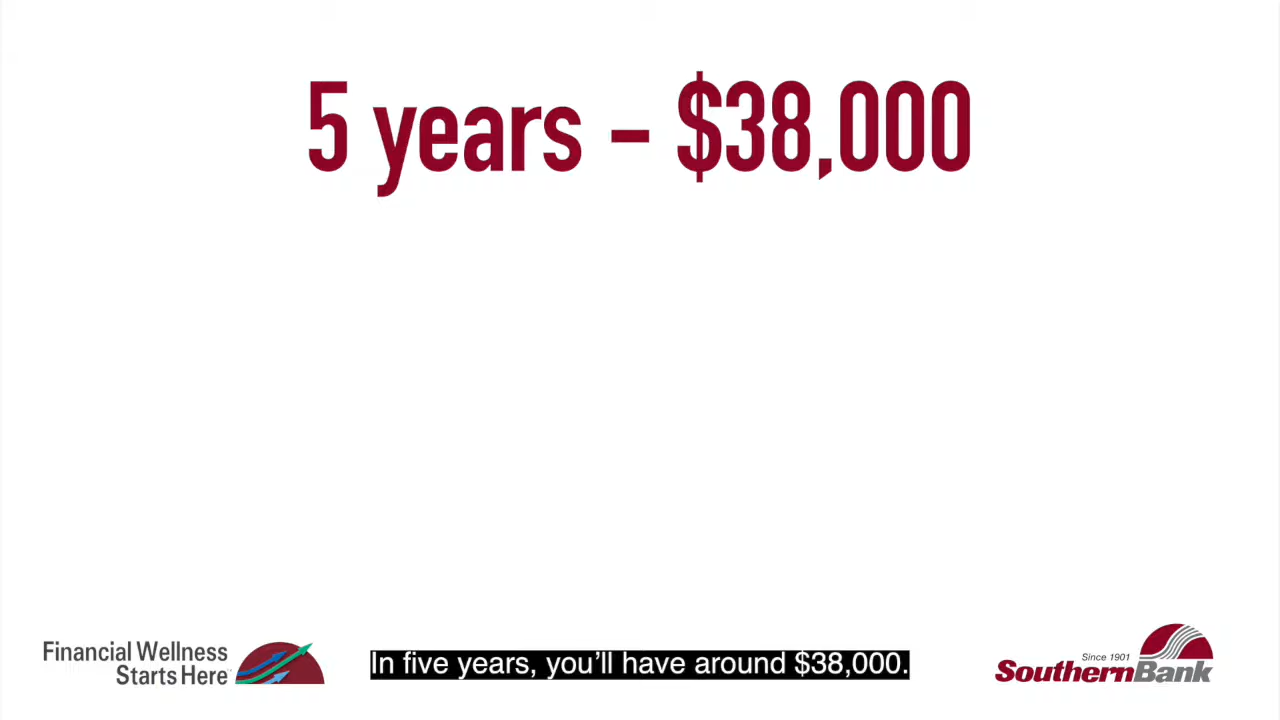 5 years – $38,000
Financial Wellness
Starts Here
In five years, you’ll have around $38,000.
Since 1901
SouthernBank